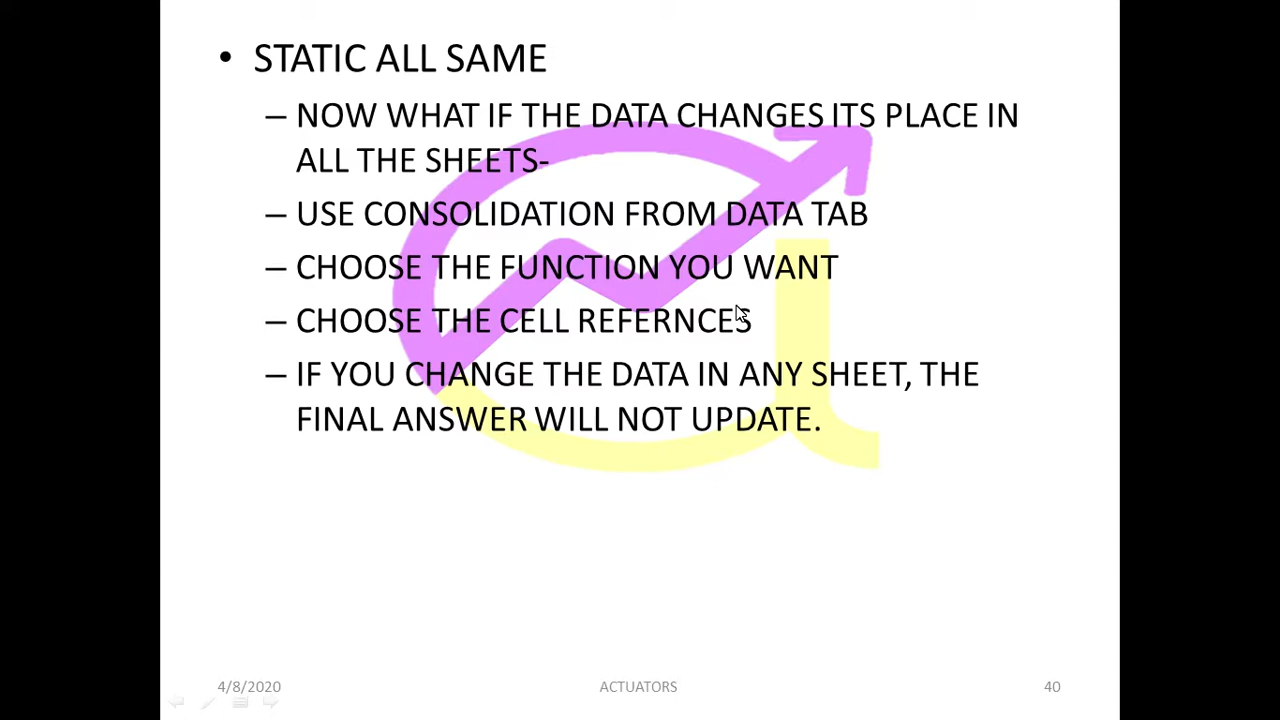 • STATIC ALL SAME
– NOW WHAT IF THE DATA CHANGES ITS PLACE IN
ALL THE SHEETS-
– USE CONSOLIDATION FROM DATA TAB
– CHOOSE THE FUNCTION YOU WANT
– CHOOSE THE CELL REFERNCES
– IF YOU CHANGE THE DATA IN ANY SHEET, THE
FINAL ANSWER WILL NOT UPDATE.
4/8/2020 ACTUATORS 40